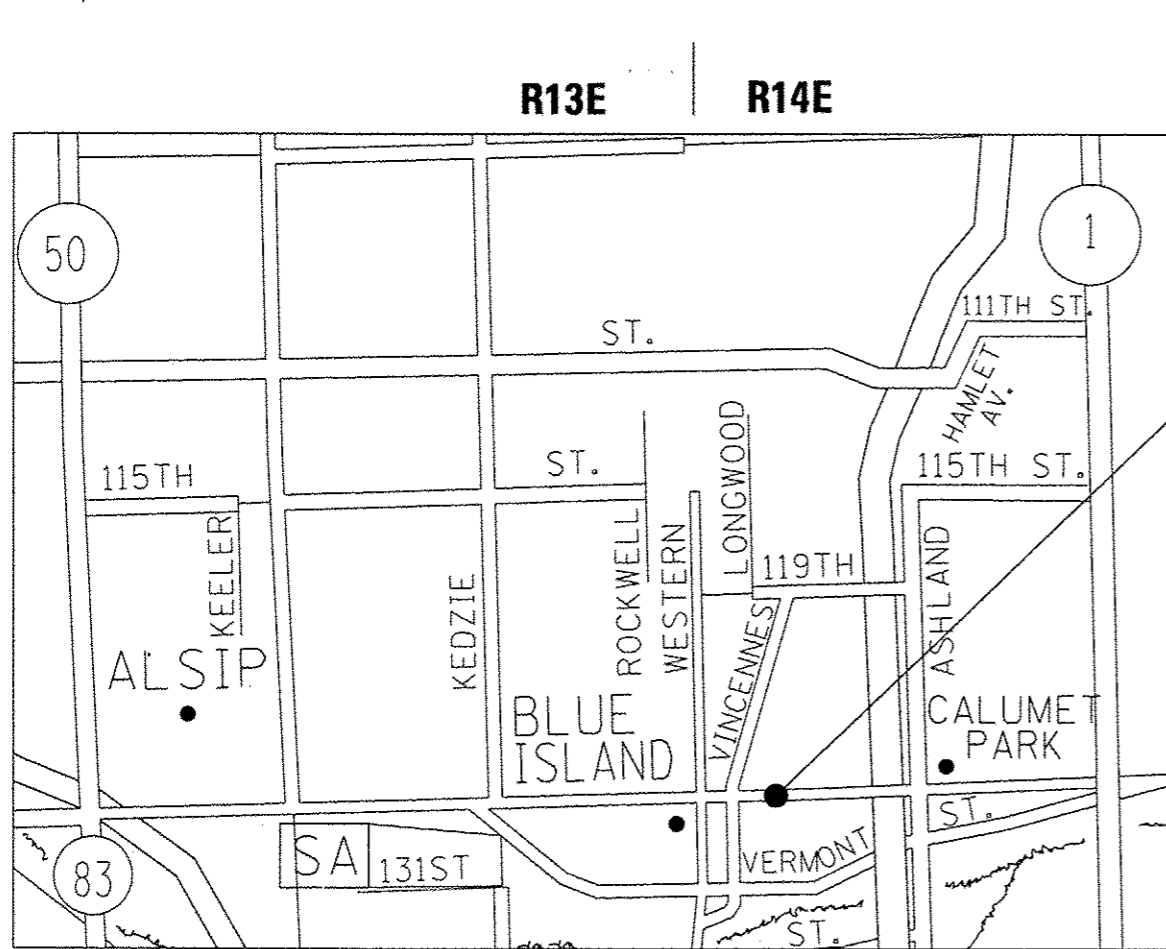 R13E
R14E
50
1
111TH ST.
ST.
HAMLET
AV.
LONGWOOD
115TH
ST.
115TH ST.
KEELER
ROCKWELL
WESTERN
119TH
ASHLAND
KEDZIE
VINCENNES
ALSIP
BLUE
ISLAND
CALUMET
PARK
ST.
SA
131ST
83
VERMONT
ST.